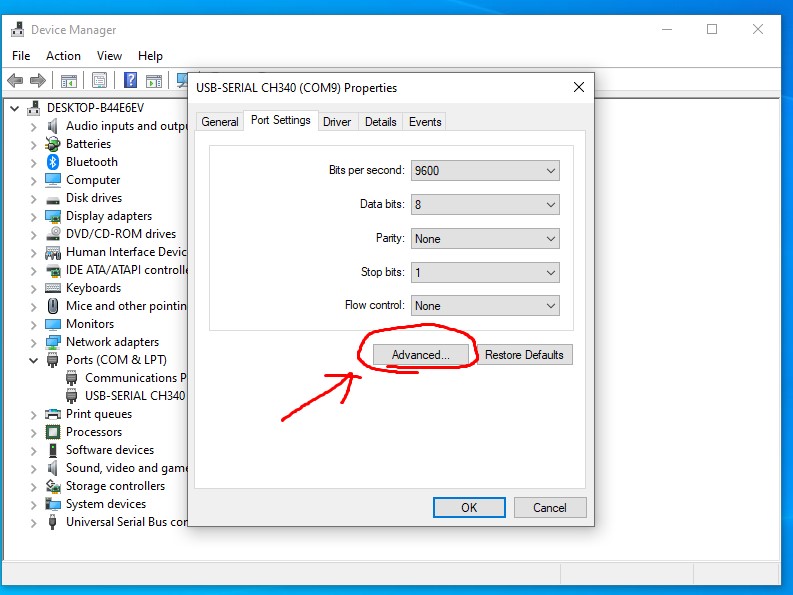 Device Manager
File Action View Help
USB-SERIAL CH340 (COM9) Properties
General Port Settings Driver Details Events
Bits per second: 9600
Data bits: 8
Parity: None
Stop bits: 1
Flow control: None
Advanced... Restore Defaults
OK Cancel
DESKTOP-B44E6EV
Audio inputs and outpu
Batteries
Bluetooth
Computer
Disk drives
Display adapters
DVD/CD-ROM drives
Human Interface Devic
IDE ATA/ATAPI controlle
Keyboards
Mice and other pointin
Monitors
Network adapters
Ports (COM & LPT)
Communications P
USB-SERIAL CH340
Print queues
Processors
Software devices
Sound, video and game
Storage controllers
System devices
Universal Serial Bus con